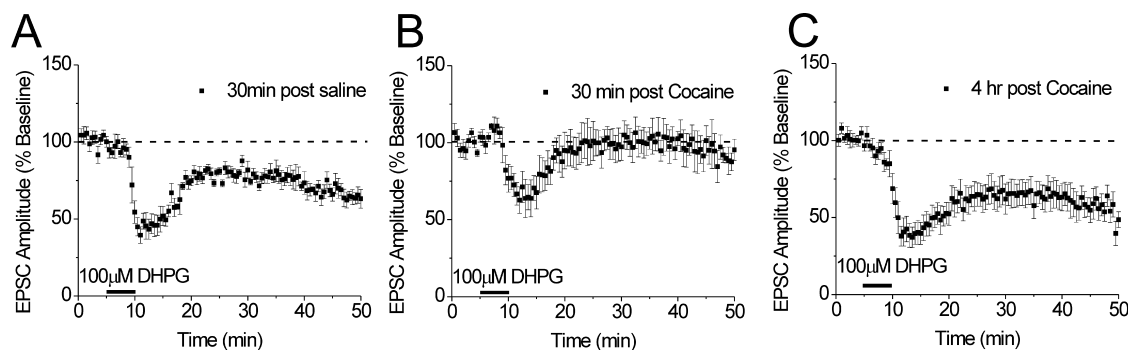 A
EPSC Amplitude (% Baseline)
150
100
50
0
30min post saline
100µM DHPG
0 10 20 30 40 50
Time (min)
B
EPSC Amplitude (% Baseline)
150
100
50
0
30 min post Cocaine
100µM DHPG
0 10 20 30 40 50
Time (min)
C
EPSC Amplitude (% Baseline)
150
100
50
0
4 hr post Cocaine
100µM DHPG
0 10 20 30 40 50
Time (min)